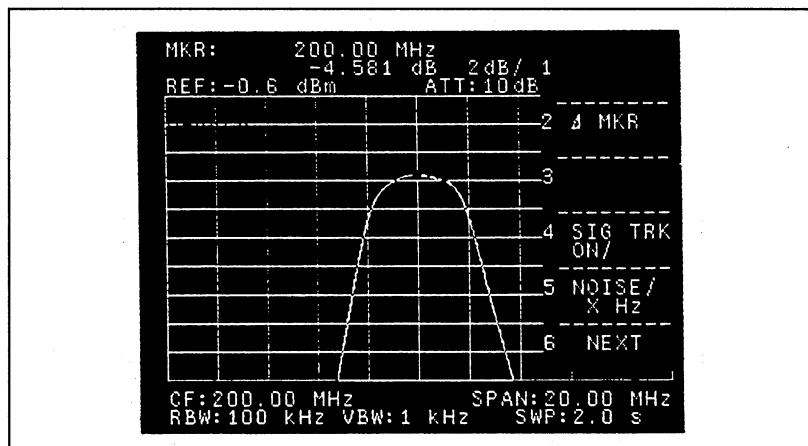 MKR: 200.00 MHz
-4.581 dB 2dB/ 1
REF:-0.6 dBm ATT:10dB
2 Δ MKR
3
4 SIG TRK
ON/
5 NOISE/
X Hz
6 NEXT
CF:200.00 MHz SPAN:20.00 MHz
RBW:100 kHz VBW:1 kHz SWP:2.0 s